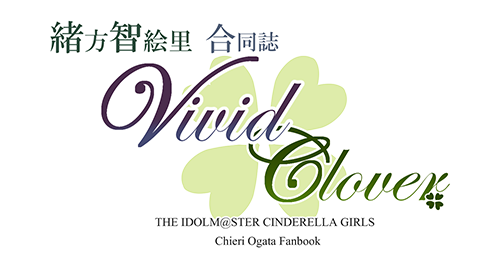 緒方智絵里 合同誌
Vivid
Clover
THE IDOLM@STER CINDERELLA GIRLS
Chieri Ogata Fanbook